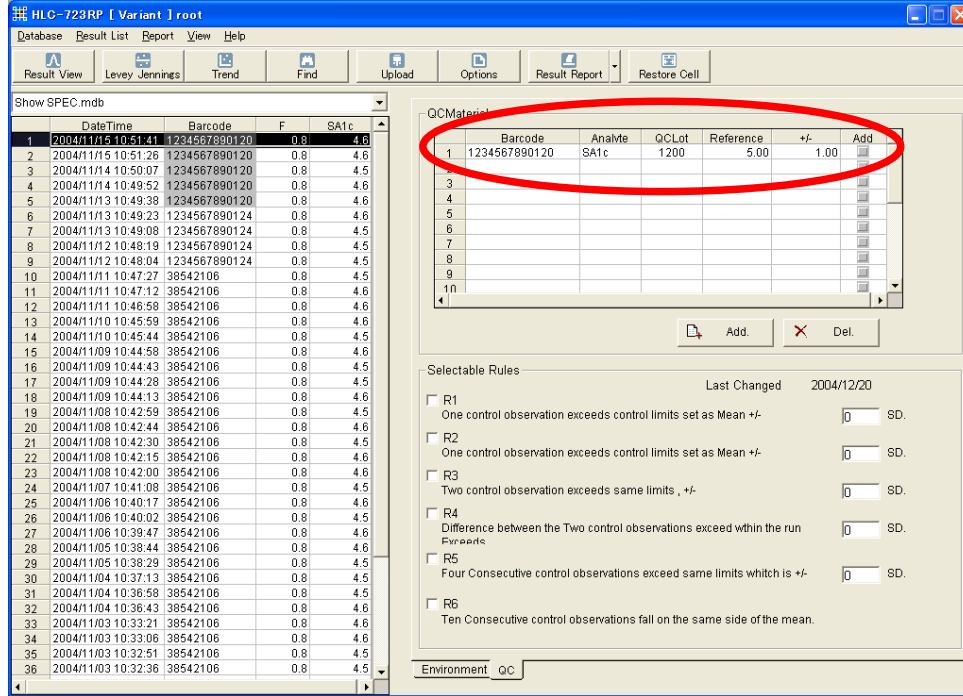 HLC-723RP [ Variant ] root
Database Result List Report View Help
Result View Levey Jennings Trend Find Upload Options Result Report Restore Cell
Show SPEC.mdb
DateTime Barcode F SA1c
1 2004/11/15 10:51:41 1234567890120 0.8 4.6
2 2004/11/15 10:51:26 1234567890120 0.8 4.6
3 2004/11/14 10:50:07 1234567890120 0.8 4.5
4 2004/11/14 10:49:52 1234567890120 0.8 4.6
5 2004/11/13 10:49:38 1234567890120 0.8 4.6
6 2004/11/13 10:49:23 1234567890124 0.8 4.6
7 2004/11/13 10:49:08 1234567890124 0.8 4.5
8 2004/11/12 10:48:19 1234567890124 0.8 4.5
9 2004/11/12 10:48:04 1234567890124 0.8 4.5
10 2004/11/11 10:47:27 38542106 0.8 4.5
11 2004/11/11 10:47:12 38542106 0.8 4.6
12 2004/11/11 10:46:58 38542106 0.8 4.6
13 2004/11/10 10:45:59 38542106 0.8 4.6
14 2004/11/10 10:45:44 38542106 0.8 4.5
15 2004/11/09 10:44:58 38542106 0.8 4.6
16 2004/11/09 10:44:43 38542106 0.8 4.6
17 2004/11/09 10:44:28 38542106 0.8 4.5
18 2004/11/09 10:44:13 38542106 0.8 4.6
19 2004/11/08 10:42:59 38542106 0.8 4.5
20 2004/11/08 10:42:44 38542106 0.8 4.6
21 2004/11/08 10:42:30 38542106 0.8 4.5
22 2004/11/08 10:42:15 38542106 0.8 4.6
23 2004/11/08 10:42:00 38542106 0.8 4.6
24 2004/11/07 10:41:08 38542106 0.8 4.5
25 2004/11/06 10:40:17 38542106 0.8 4.6
26 2004/11/06 10:40:02 38542106 0.8 4.5
27 2004/11/06 10:39:47 38542106 0.8 4.6
28 2004/11/05 10:38:44 38542106 0.8 4.6
29 2004/11/05 10:38:29 38542106 0.8 4.5
30 2004/11/04 10:37:13 38542106 0.8 4.5
31 2004/11/04 10:36:58 38542106 0.8 4.5
32 2004/11/04 10:36:43 38542106 0.8 4.6
33 2004/11/03 10:33:21 38542106 0.8 4.6
34 2004/11/03 10:33:06 38542106 0.8 4.6
35 2004/11/03 10:32:51 38542106 0.8 4.5
36 2004/11/03 10:32:36 38542106 0.8 4.5
QCMaterial
Barcode Analyte QCLot Reference +/- Add
1 1234567890120 SA1c 1200 5.00 1.00
3
4
5
6
7
8
9
10
Add. Del.
Selectable Rules
Last Changed 2004/12/20
R1
One control observation exceeds control limits set as Mean +/- 0 SD.
R2
One control observation exceeds control limits set as Mean +/- 0 SD.
R3
Two control observation exceeds same limits , +/- 0 SD.
R4
Difference between the Two control observations exceed wthin the run 0 SD.
Exceeds
R5
Four Consecutive control observations exceed same limits whitch is +/- 0 SD.
R6
Ten Consecutive control observations fall on the same side of the mean.
Environment QC